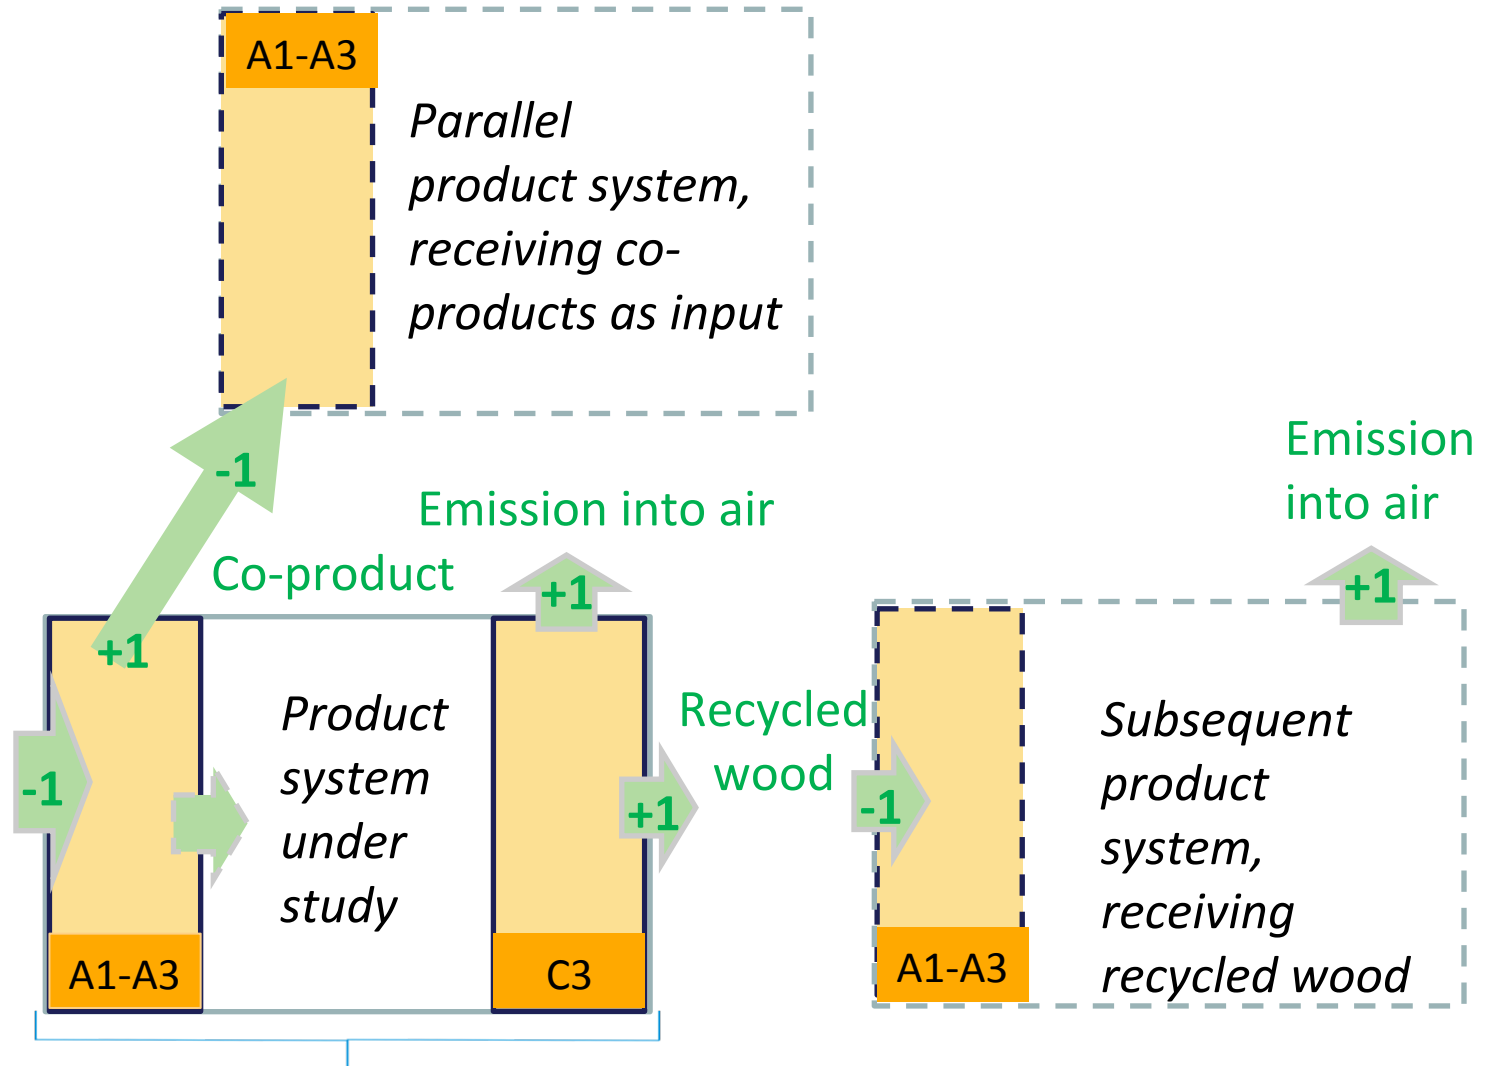 A1-A3
Parallel
product system,
receiving co-
products as input
-1
Emission into air
Co-product
+1
+1
-1
Product
system
under
study
+1
Recycled
wood
A1-A3
C3
Emission
into air
+1
-1
Subsequent
product
system,
receiving
recycled wood
A1-A3